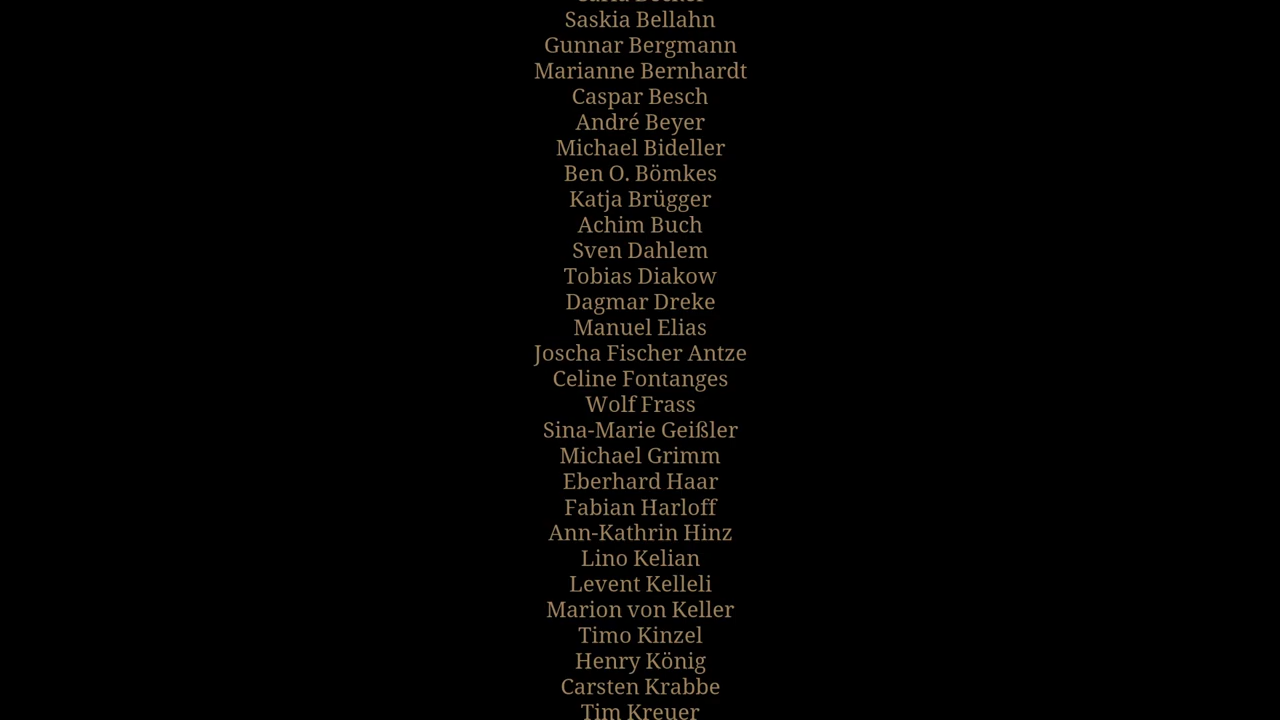 Saskia Bellahn
Gunnar Bergmann
Marianne Bernhardt
Caspar Besch
André Beyer
Michael Bideller
Ben O. Bömkes
Katja Brügger
Achim Buch
Sven Dahlem
Tobias Diakow
Dagmar Dreke
Manuel Elias
Joscha Fischer Antze
Celine Fontanges
Wolf Frass
Sina-Marie Geißler
Michael Grimm
Eberhard Haar
Fabian Harloff
Ann-Kathrin Hinz
Lino Kelian
Levent Kelleli
Marion von Keller
Timo Kinzel
Henry König
Carsten Krabbe
Tim Kreuer